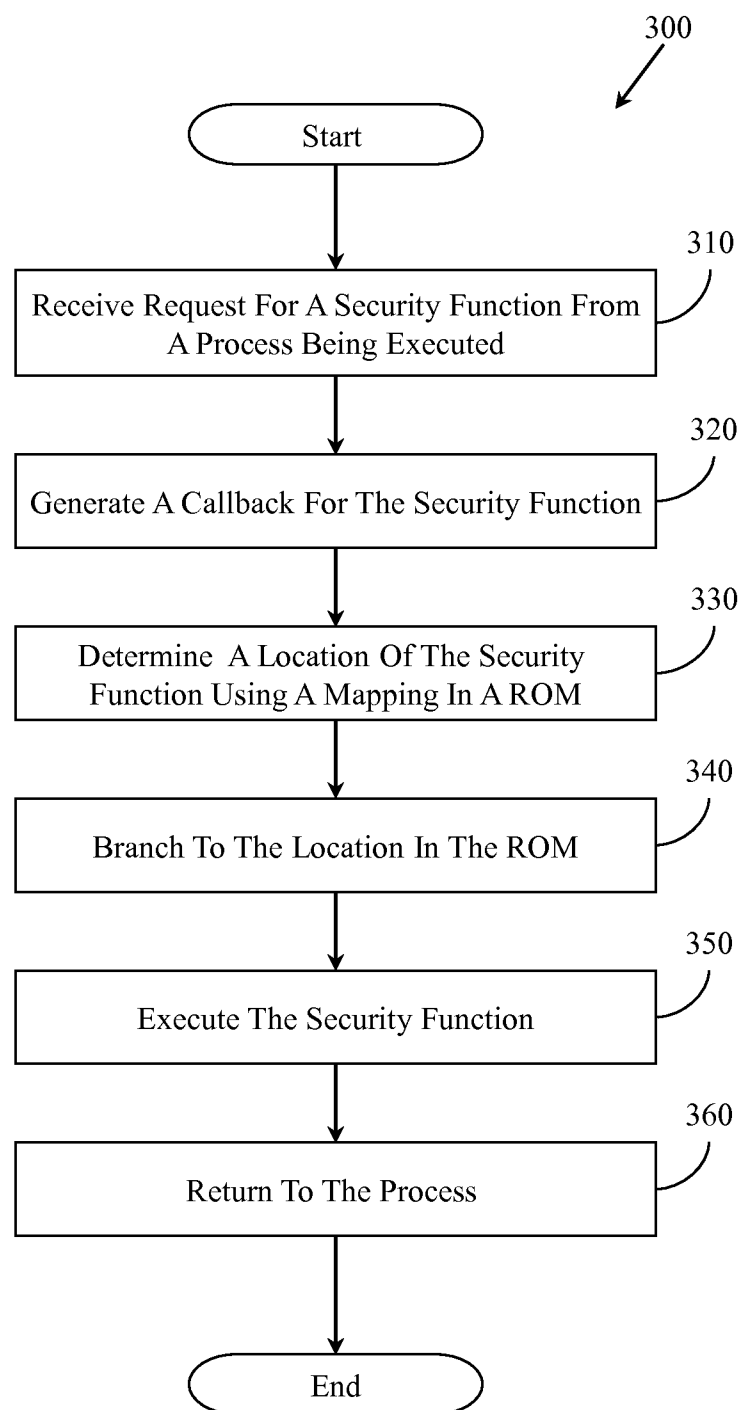 300
Start
310
Receive Request For A Security Function From
A Process Being Executed
320
Generate A Callback For The Security Function
330
Determine A Location Of The Security
Function Using A Mapping In A ROM
340
Branch To The Location In The ROM
350
Execute The Security Function
360
Return To The Process
End